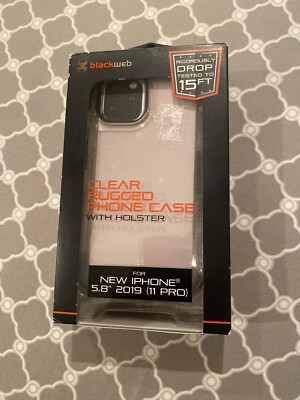 blackweb
RIGOROUSLY
DROP
TESTED TO
15FT
CLEAR
RUGGED
PHONE CASE
WITH HOLSTER
FOR
NEW IPHONE®
5.8" 2019 (11 PRO)